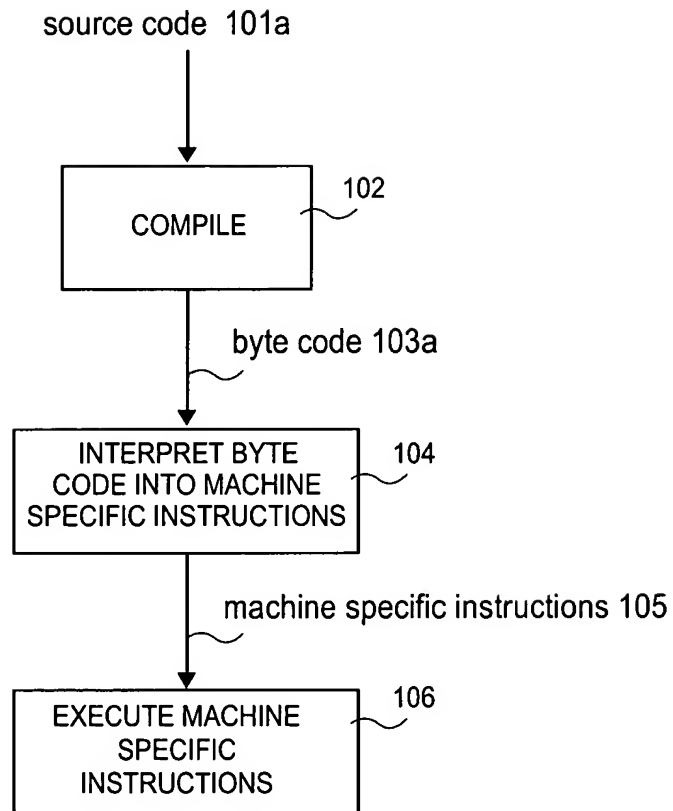 source code 101a
102
COMPILE
byte code 103a
INTERPRET BYTE
CODE INTO MACHINE
SPECIFIC INSTRUCTIONS
104
machine specific instructions 105
EXECUTE MACHINE
SPECIFIC
INSTRUCTIONS
106